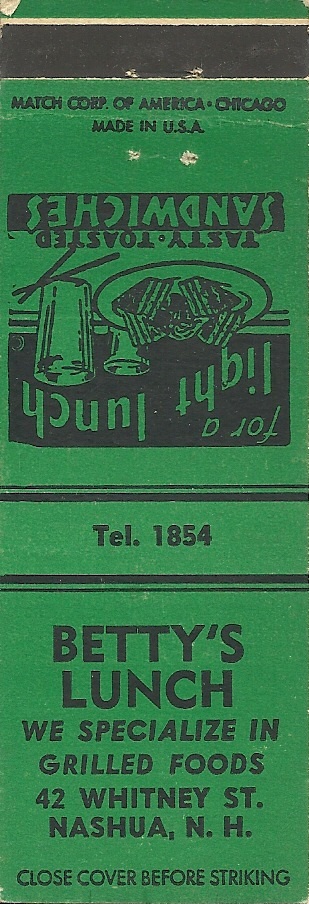 MATCH CORP. OF AMERICA • CHICAGO
MADE IN U.S.A.
for a
light lunch
TASTY • TOASTED
SANDWICHES
Tel. 1854
BETTY'S
LUNCH
WE SPECIALIZE IN
GRILLED FOODS
42 WHITNEY ST.
NASHUA, N. H.
CLOSE COVER BEFORE STRIKING